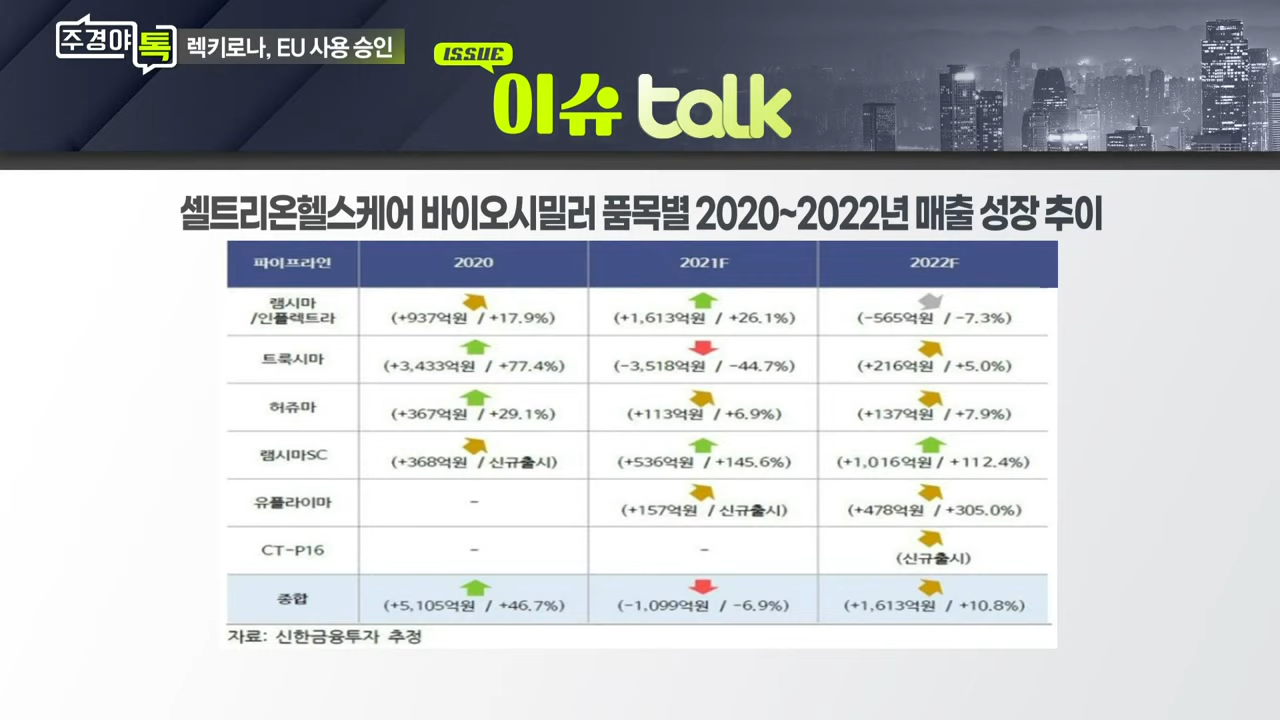 주경야톡 렉키로나, EU 사용 승인
ISSUE
이슈 talk
셀트리온헬스케어 바이오시밀러 품목별 2020~2022년 매출 성장 추이
파이프라인 2020 2021F 2022F
램시마/인플렉트라 (+937억원 / +17.9%) (+1,613억원 / +26.1%) (-565억원 / -7.3%)
트룩시마 (+3,433억원 / +77.4%) (-3,518억원 / -44.7%) (+216억원 / +5.0%)
허쥬마 (+367억원 / +29.1%) (+113억원 / +6.9%) (+137억원 / +7.9%)
램시마SC (+368억원 / 신규출시) (+536억원 / +145.6%) (+1,016억원 / +112.4%)
유플라이마 - (+157억원 / 신규출시) (+478억원 / +305.0%)
CT-P16 - - (신규출시)
종합 (+5,105억원 / +46.7%) (-1,099억원 / -6.9%) (+1,613억원 / +10.8%)
자료: 신한금융투자 추정